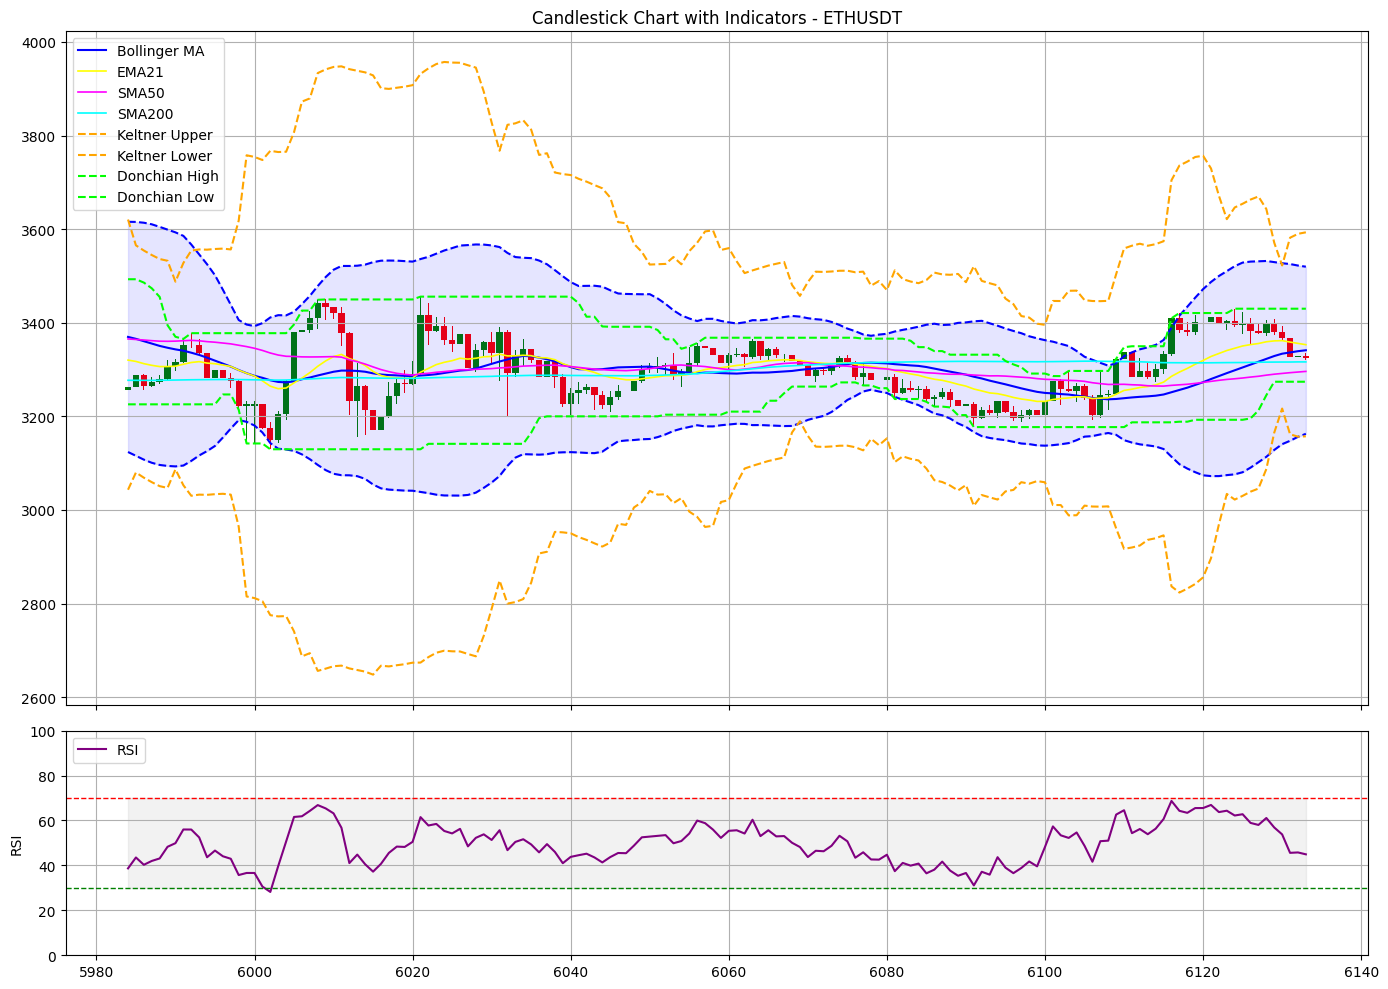 Candlestick Chart with Indicators - ETHUSDT
4000
3800
3600
3400
3200
3000
2800
2600
Bollinger MA
EMA21
SMA50
SMA200
Keltner Upper
Keltner Lower
Donchian High
Donchian Low
100
80
60
40
20
0
RSI
RSI
5980 6000 6020 6040 6060 6080 6100 6120 6140